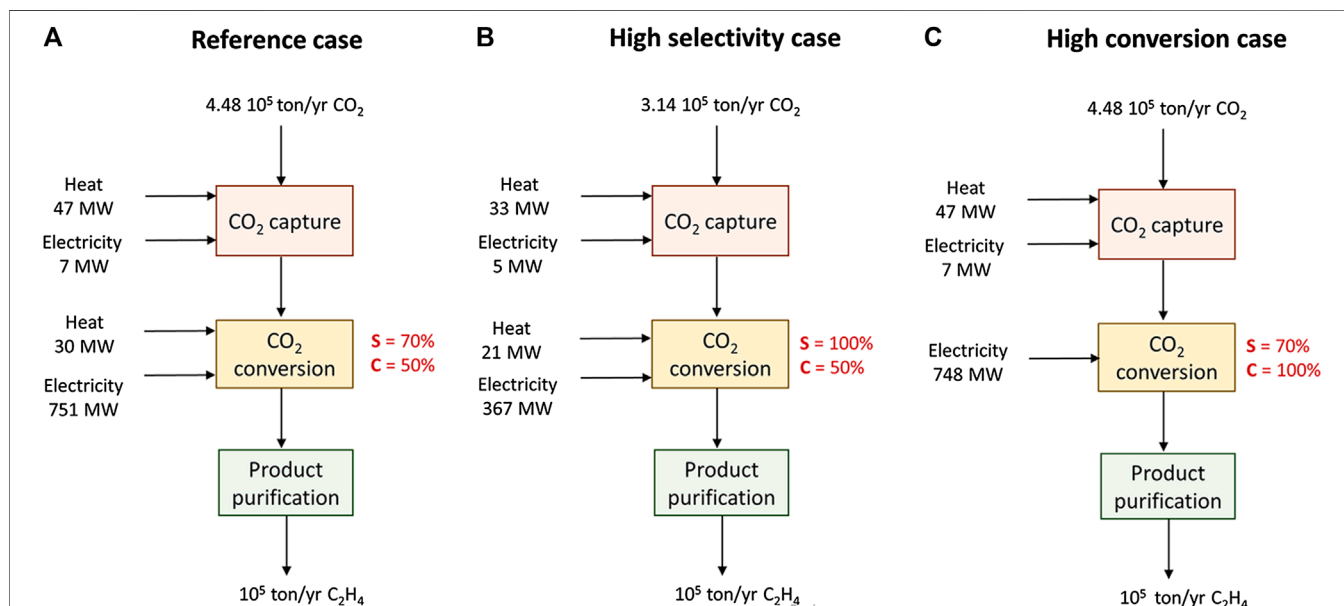 A
Reference case
4.48 10⁵ ton/yr CO₂
Heat
47 MW
Electricity
7 MW
CO₂ capture
Heat
30 MW
Electricity
751 MW
CO₂
conversion
S = 70%
C = 50%
Product
purification
10⁵ ton/yr C₂H₄
B
High selectivity case
3.14 10⁵ ton/yr CO₂
Heat
33 MW
Electricity
5 MW
CO₂ capture
Heat
21 MW
Electricity
367 MW
CO₂
conversion
S = 100%
C = 50%
Product
purification
10⁵ ton/yr C₂H₄
C
High conversion case
4.48 10⁵ ton/yr CO₂
Heat
47 MW
Electricity
7 MW
CO₂ capture
Electricity
748 MW
CO₂
conversion
S = 70%
C = 100%
Product
purification
10⁵ ton/yr C₂H₄